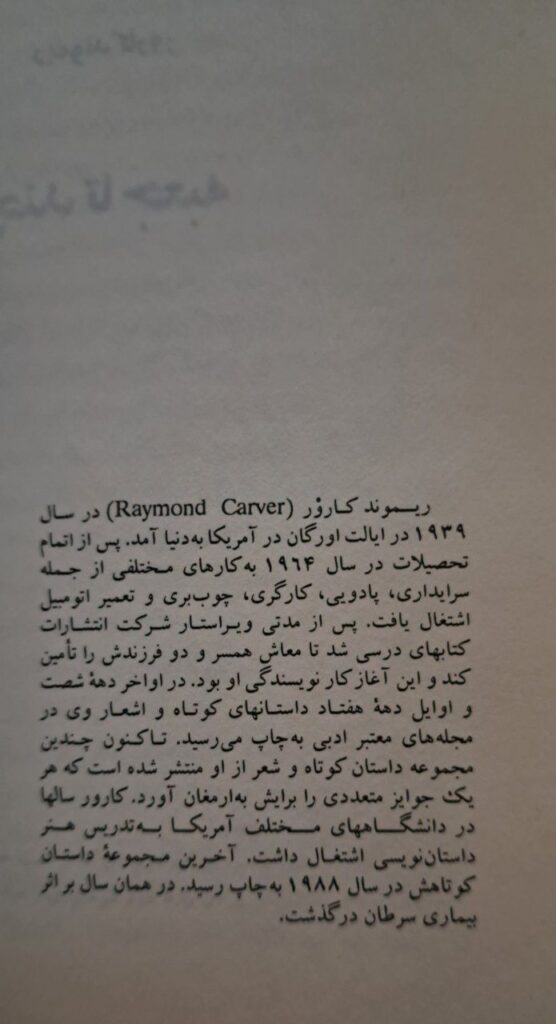 ریموند کارور (Raymond Carver) در سال
۱۹۳۹ در ایالت اورگان در آمریکا به‌دنیا آمد. پس از اتمام
تحصیلات در سال ۱۹۶۴ به‌کارهای مختلفی از جمله
سرایداری، پادویی، کارگری، چوب‌بری و تعمیر اتومبیل
اشتغال یافت. پس از مدتی ویراستار شرکت انتشارات
کتابهای درسی شد تا معاش همسر و دو فرزندش را تأمین
کند و این آغاز کار نویسندگی او بود. در اواخر دههٔ شصت
و اوایل دههٔ هفتاد داستانهای کوتاه و اشعار وی در
مجله‌های معتبر ادبی به‌چاپ می‌رسید. تاکنون چندین
مجموعه داستان کوتاه و شعر از او منتشر شده است که هر
یک جوایز متعددی را برایش به‌ارمغان آورد. کارور سالها
در دانشگاههای مختلف آمریکا به‌تدریس هنر
داستان‌نویسی اشتغال داشت. آخرین مجموعهٔ داستان
کوتاهش در سال ۱۹۸۸ به‌چاپ رسید. در همان سال بر اثر
بیماری سرطان درگذشت.